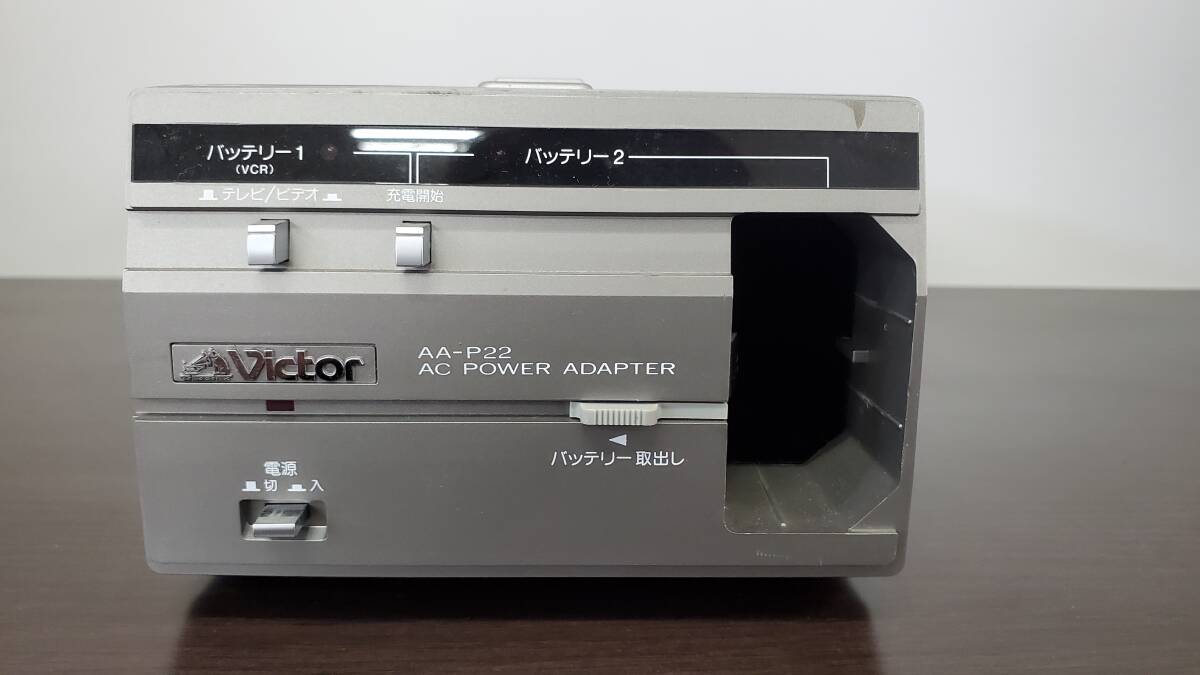 バッテリー1
(VCR)
バッテリー2
テレビ/ビデオ
充電開始
Victor
AA-P22
AC POWER ADAPTER
バッテリー取出し
電源
切 入